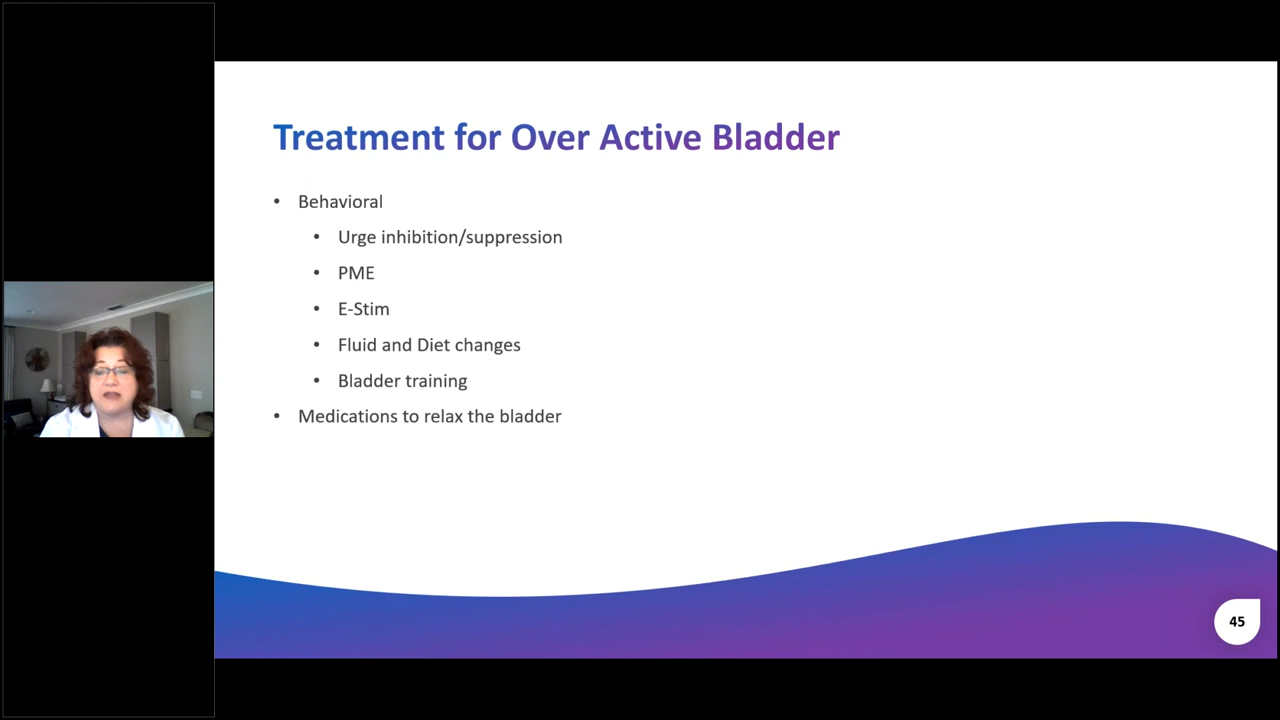 Treatment for Over Active Bladder
• Behavioral
• Urge inhibition/suppression
• PME
• E-Stim
• Fluid and Diet changes
• Bladder training
• Medications to relax the bladder
45